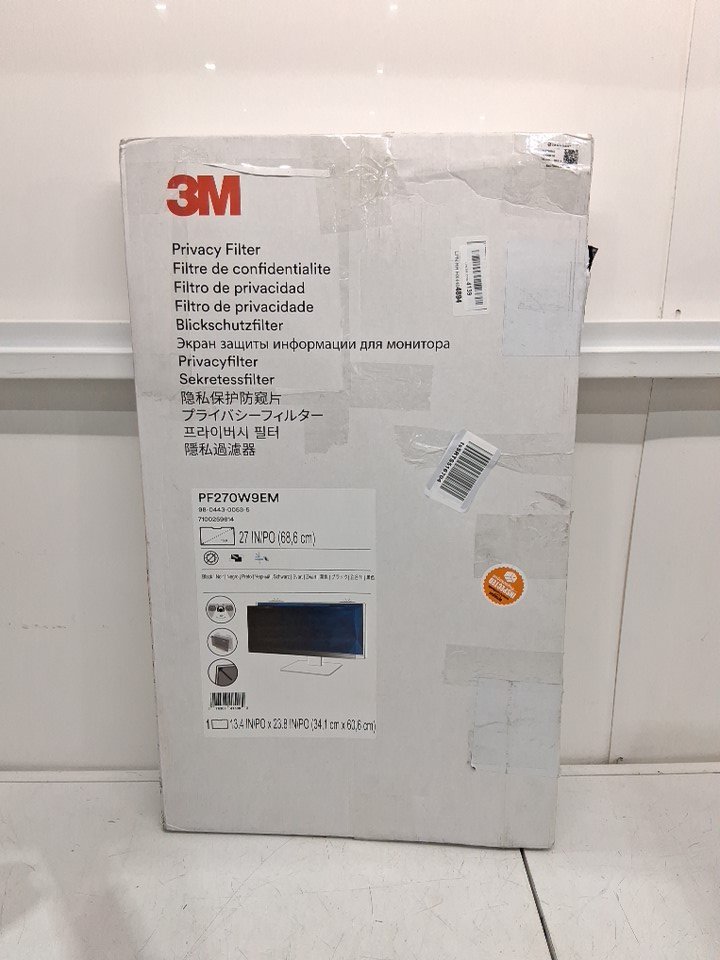 3M
Privacy Filter
Filtre de confidentialite
Filtro de privacidad
Filtro de privacidade
Blickschutzfilter
Экран защиты информации для монитора
Privacyfilter
Sekretessfilter
隐私保护防窥片
プライバシーフィルター
프라이버시 필터
隱私過濾器
4139
4894
PF270W9EM
98-0443-0053-5
7100259814
27 IN/PO (68,6 cm)
INSPECTED
1 13.4 IN/PO x 23.8 IN/PO (34,1 cm x 60,6 cm)